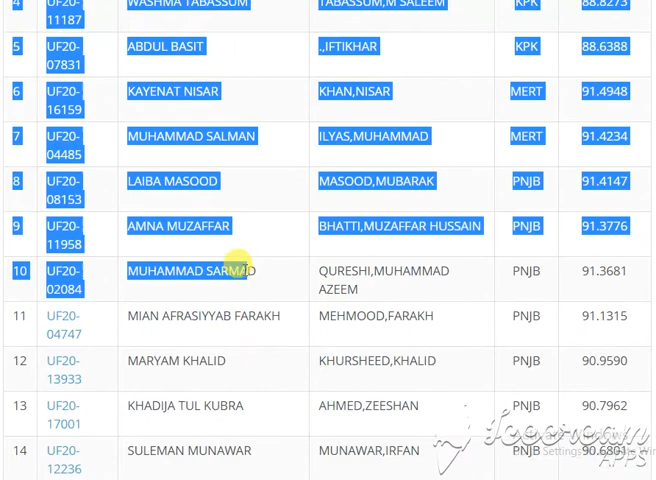 4 UF20- WASHMA TABASSUM TABASSUM,M SALEEM KPK 88.8273
11187
5 UF20- ABDUL BASIT .,IFTIKHAR KPK 88.6388
07831
6 UF20- KAYENAT NISAR KHAN,NISAR MERT 91.4948
16159
7 UF20- MUHAMMAD SALMAN ILYAS,MUHAMMAD MERT 91.4234
04485
8 UF20- LAIBA MASOOD MASOOD,MUBARAK PNJB 91.4147
08153
9 UF20- AMNA MUZAFFAR BHATTI,MUZAFFAR HUSSAIN PNJB 91.3776
11958
10 UF20- MUHAMMAD SARMAD QURESHI,MUHAMMAD PNJB 91.3681
02084 AZEEM
11 UF20- MIAN AFRASIYYAB FARAKH MEHMOOD,FARAKH PNJB 91.1315
04747
12 UF20- MARYAM KHALID KHURSHEED,KHALID PNJB 90.9590
13933
13 UF20- KHADIJA TUL KUBRA AHMED,ZEESHAN PNJB 90.7962
17001
14 UF20- SULEMAN MUNAWAR MUNAWAR,IRFAN PNJB 90.6801
12236
Icecream
APPS